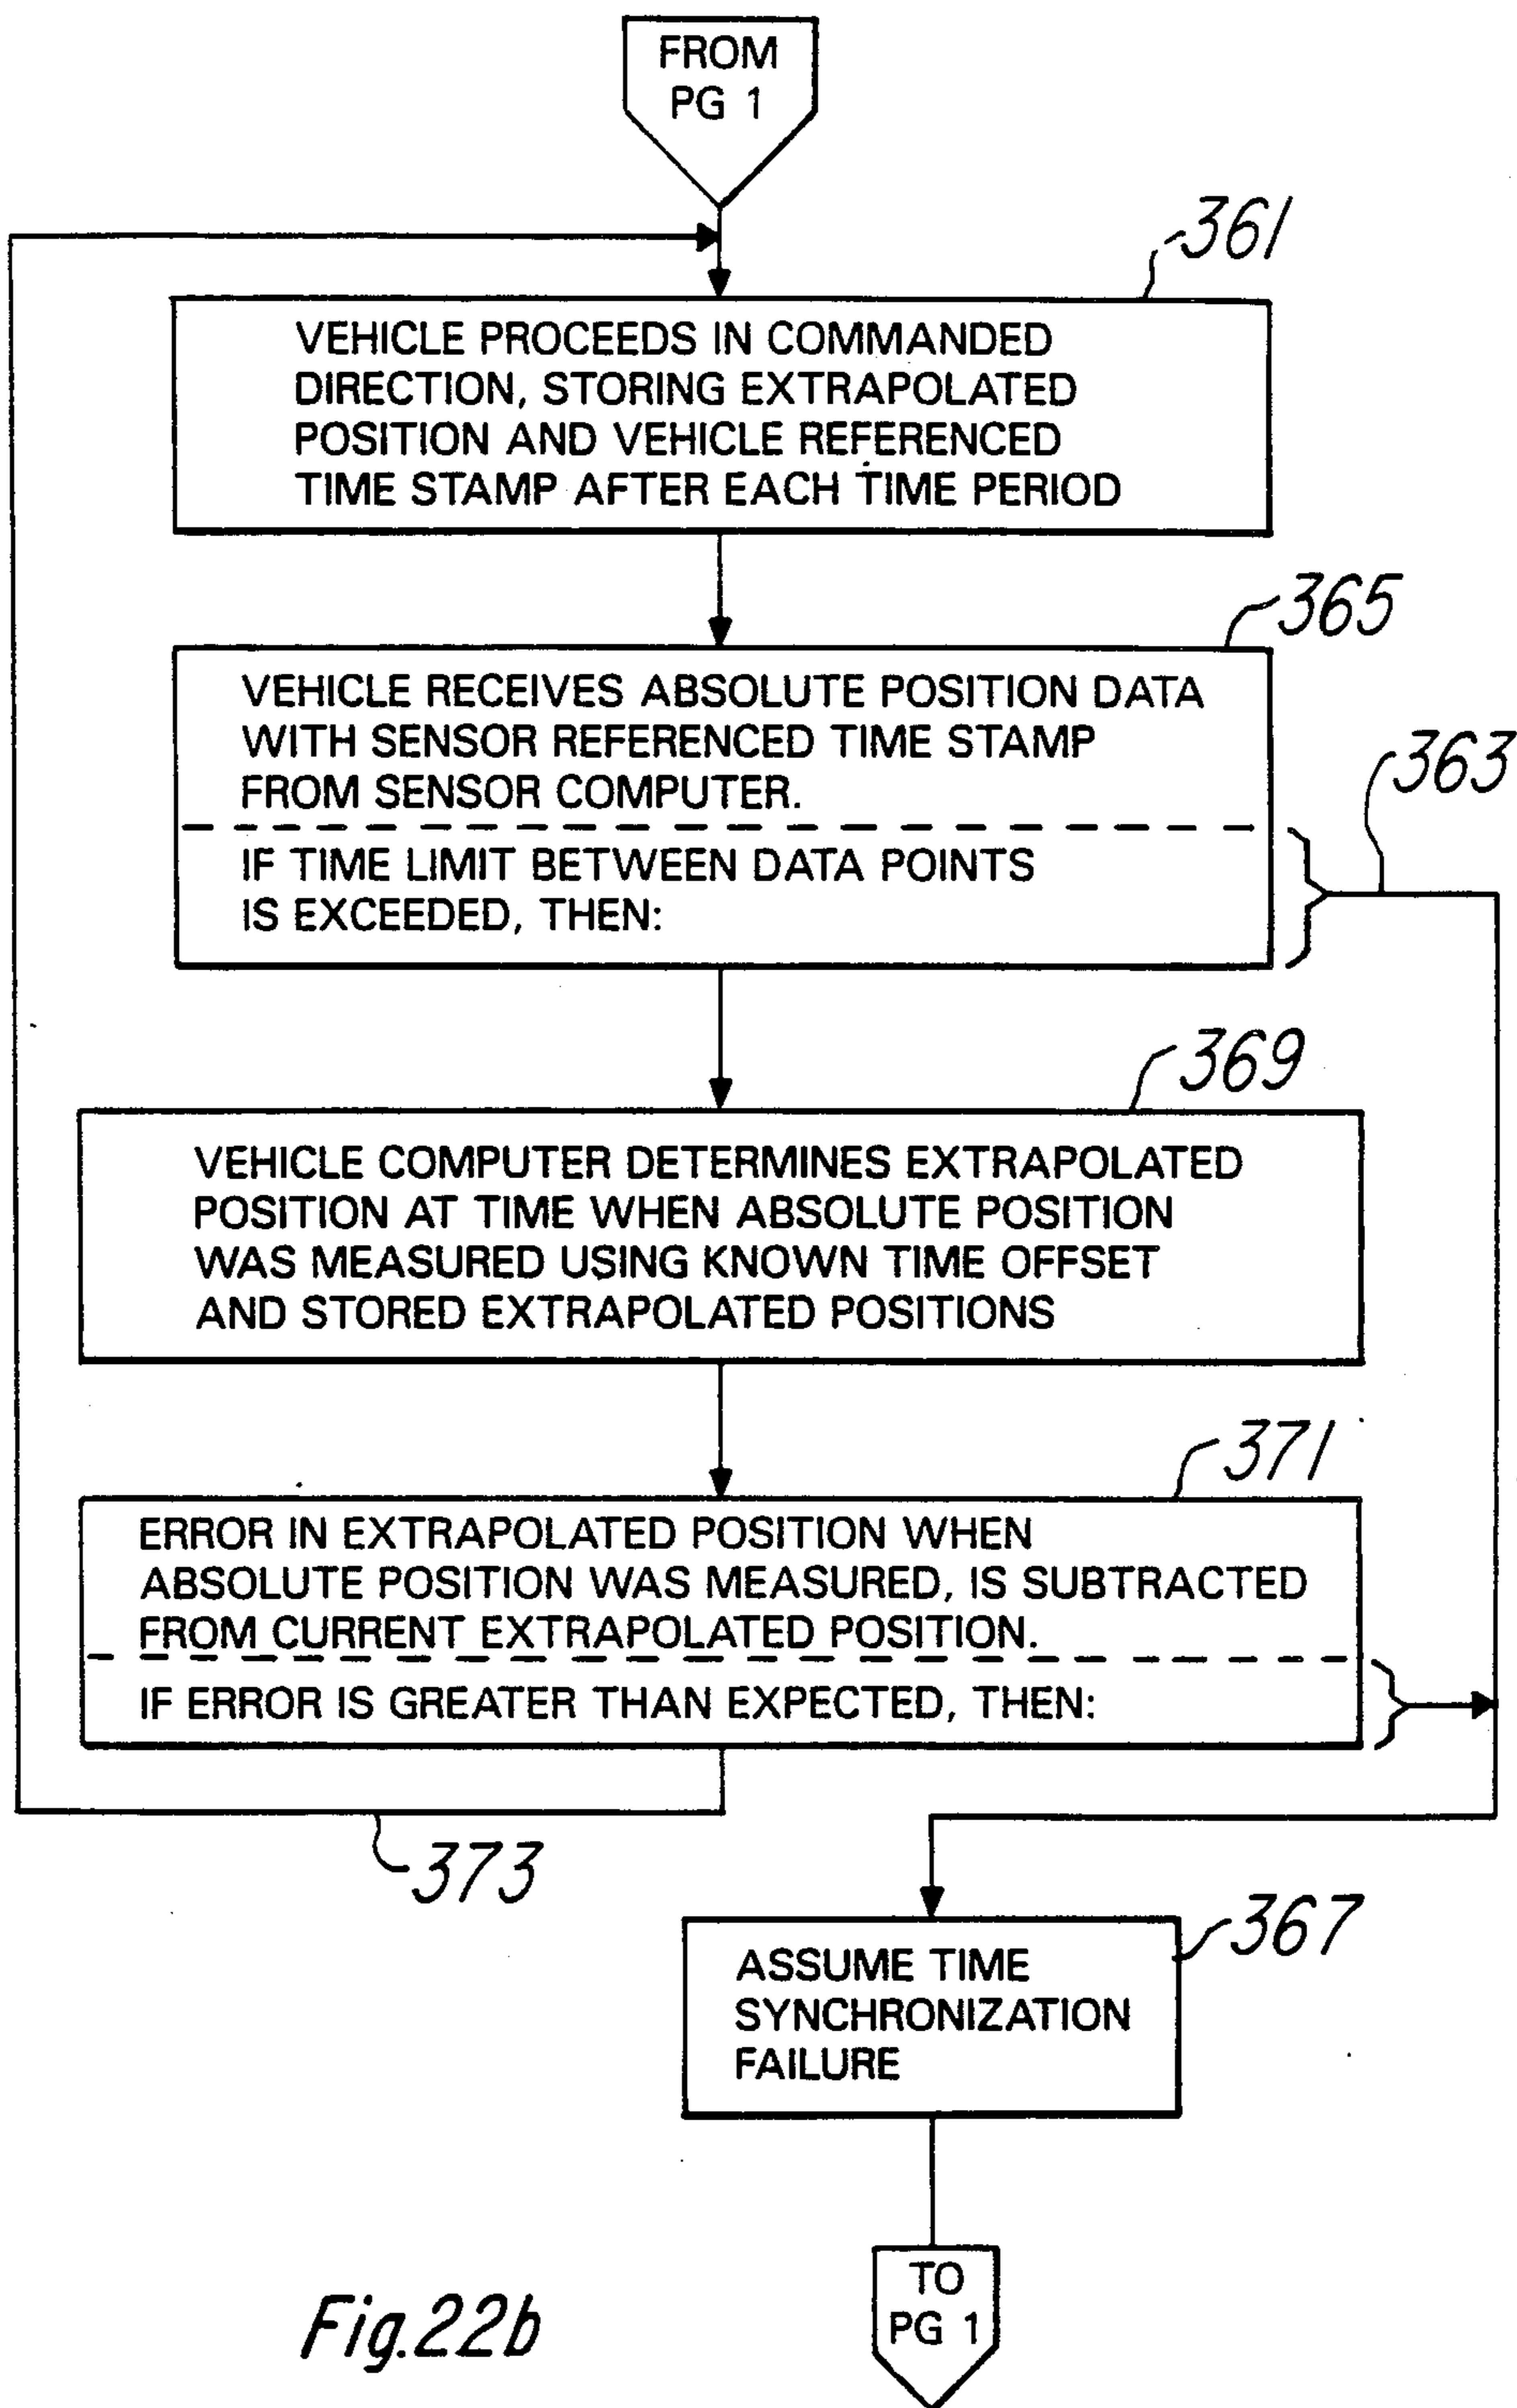 FROM
PG 1
361
VEHICLE PROCEEDS IN COMMANDED
DIRECTION, STORING EXTRAPOLATED
POSITION AND VEHICLE REFERENCED
TIME STAMP AFTER EACH TIME PERIOD
365
VEHICLE RECEIVES ABSOLUTE POSITION DATA
WITH SENSOR REFERENCED TIME STAMP
FROM SENSOR COMPUTER.
363
IF TIME LIMIT BETWEEN DATA POINTS
IS EXCEEDED, THEN:
369
VEHICLE COMPUTER DETERMINES EXTRAPOLATED
POSITION AT TIME WHEN ABSOLUTE POSITION
WAS MEASURED USING KNOWN TIME OFFSET
AND STORED EXTRAPOLATED POSITIONS
371
ERROR IN EXTRAPOLATED POSITION WHEN
ABSOLUTE POSITION WAS MEASURED, IS SUBTRACTED
FROM CURRENT EXTRAPOLATED POSITION.
IF ERROR IS GREATER THAN EXPECTED, THEN:
373
367
ASSUME TIME
SYNCHRONIZATION
FAILURE
TO
PG 1
Fig.22b